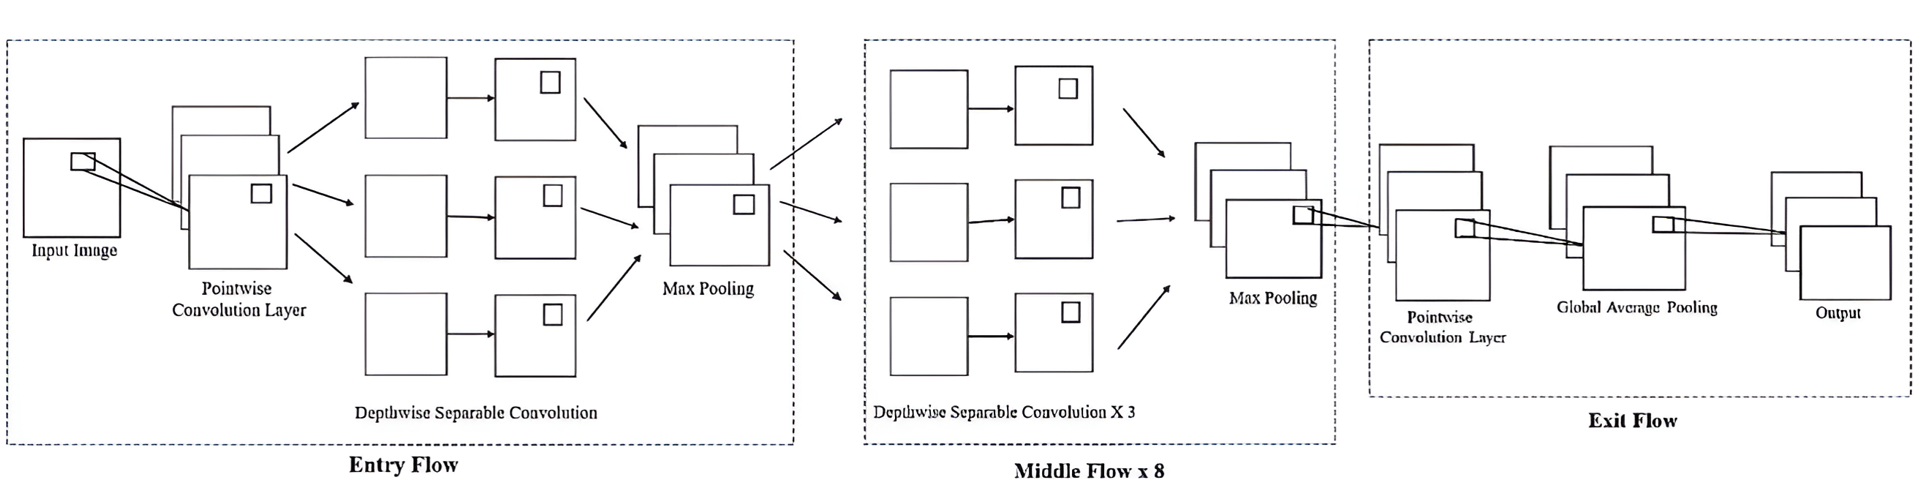 Input Image
Pointwise
Convolution Layer
Depthwise Separable Convolution
Max Pooling
Entry Flow
Depthwise Separable Convolution X 3
Max Pooling
Middle Flow x 8
Pointwise
Convolution Layer
Global Average Pooling
Output
Exit Flow